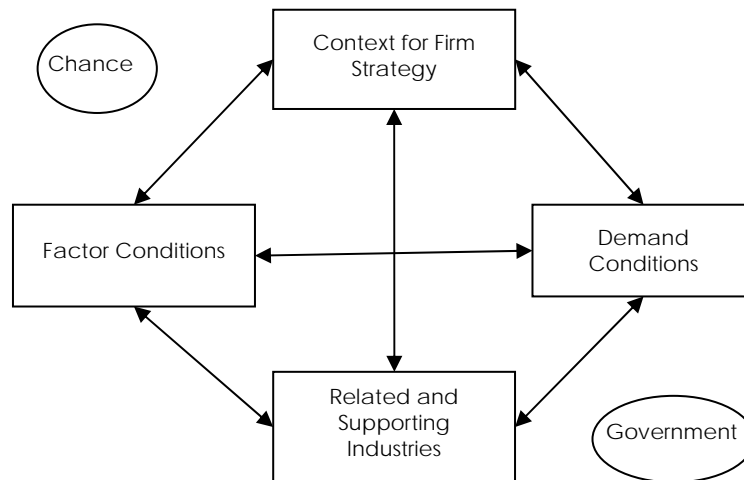 Context for Firm
Strategy
Chance
Factor Conditions
Demand
Conditions
Related and
Supporting
Industries
Government